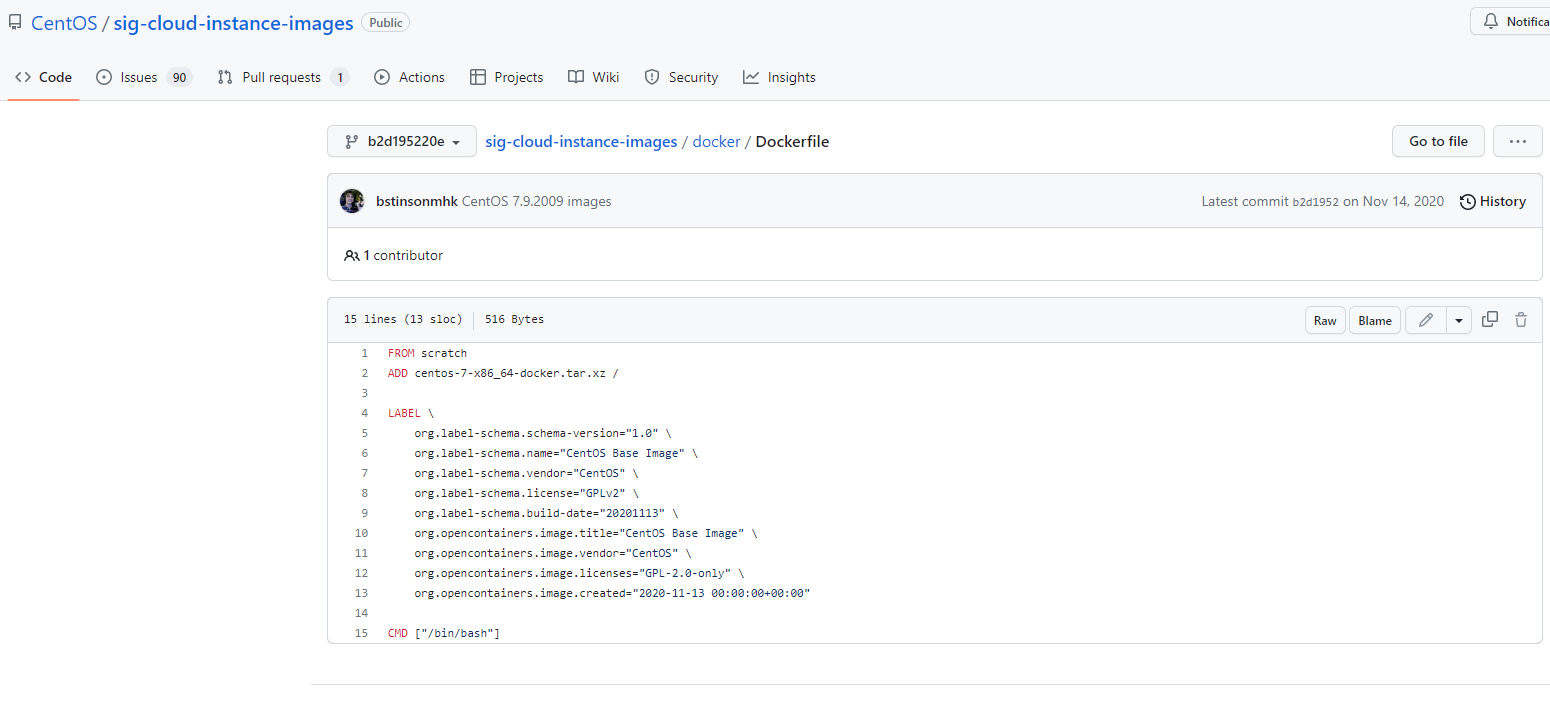 CentOS / sig-cloud-instance-images Public
Notifica
Code Issues 90 Pull requests 1 Actions Projects Wiki Security Insights
b2d195220e sig-cloud-instance-images / docker / Dockerfile Go to file ...
bstinsonmhk CentOS 7.9.2009 images Latest commit b2d1952 on Nov 14, 2020 History
1 contributor
15 lines (13 sloc) 516 Bytes Raw Blame
1 FROM scratch
2 ADD centos-7-x86_64-docker.tar.xz /
3
4 LABEL \
5 org.label-schema.schema-version="1.0" \
6 org.label-schema.name="CentOS Base Image" \
7 org.label-schema.vendor="CentOS" \
8 org.label-schema.license="GPLv2" \
9 org.label-schema.build-date="20201113" \
10 org.opencontainers.image.title="CentOS Base Image" \
11 org.opencontainers.image.vendor="CentOS" \
12 org.opencontainers.image.licenses="GPL-2.0-only" \
13 org.opencontainers.image.created="2020-11-13 00:00:00+00:00"
14
15 CMD ["/bin/bash"]